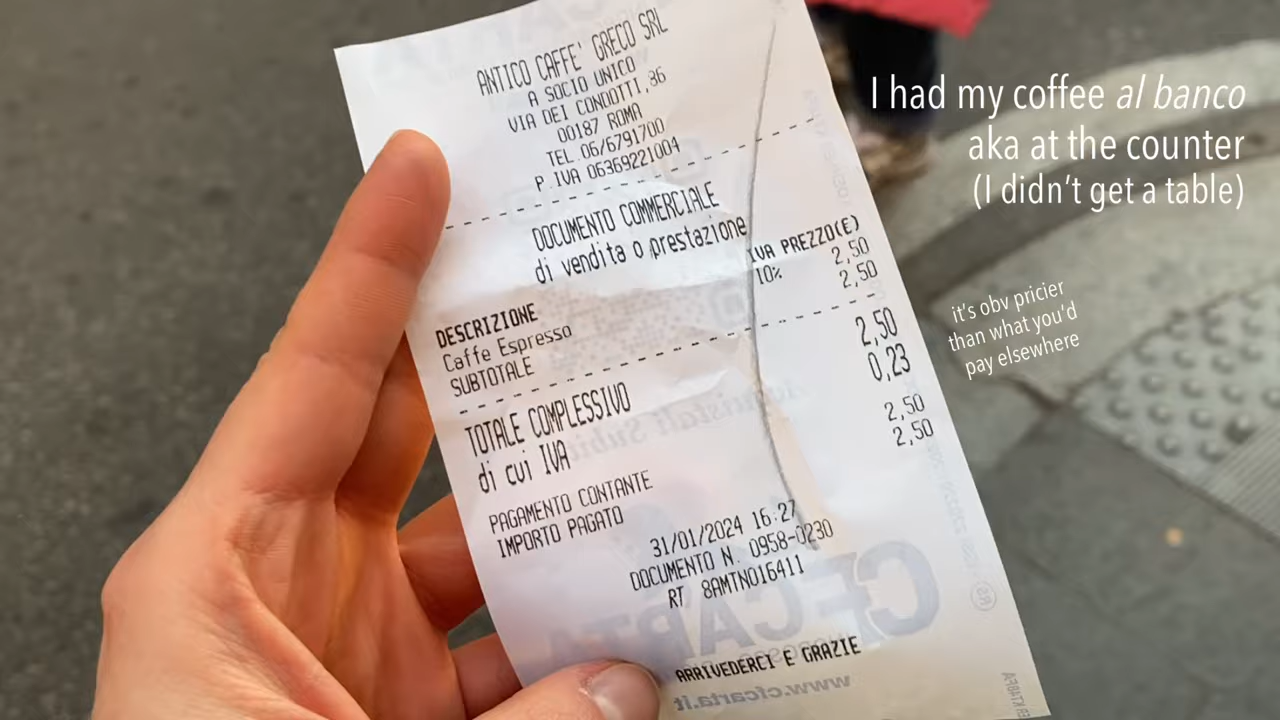 ANTICO CAFFE' GRECO SRL
A SOCIO UNICO
VIA DEI CONDOTTI,86
00187 ROMA
TEL.06/6791700
P.IVA 06369221004
DOCUMENTO COMMERCIALE
di vendita o prestazione
DESCRIZIONE IVA PREZZO(€)
Caffe Espresso 10% 2,50
SUBTOTALE 2,50
TOTALE COMPLESSIVO 2,50
di cui IVA 0,23
PAGAMENTO CONTANTE 2,50
IMPORTO PAGATO 2,50
31/01/2024 16:27
DOCUMENTO N. 0958-0230
RT 8AMTN016411
ARRIVEDERCI E GRAZIE
CFCARTA
www.cfcarta.it
I had my coffee al banco
aka at the counter
(I didn't get a table)
it's obv pricier
than what you'd
pay elsewhere